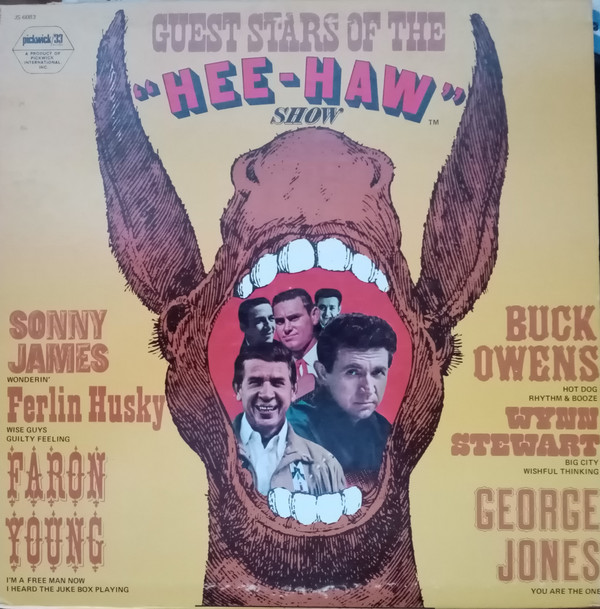 JS-6085
pickwick/33
A PRODUCT OF
PICKWICK
INTERNATIONAL
INC.
GUEST STARS OF THE
"HEE-HAW"
SHOW
TM
SONNY
JAMES
WONDERIN'
Ferlin Husky
WISE GUYS
GUILTY FEELING
FARON
YOUNG
I'M A FREE MAN NOW
I HEARD THE JUKE BOX PLAYING
BUCK
OWENS
HOT DOG
RHYTHM & BOOZE
WYNN
STEWART
BIG CITY
WISHFUL THINKING
GEORGE
JONES
YOU ARE THE ONE